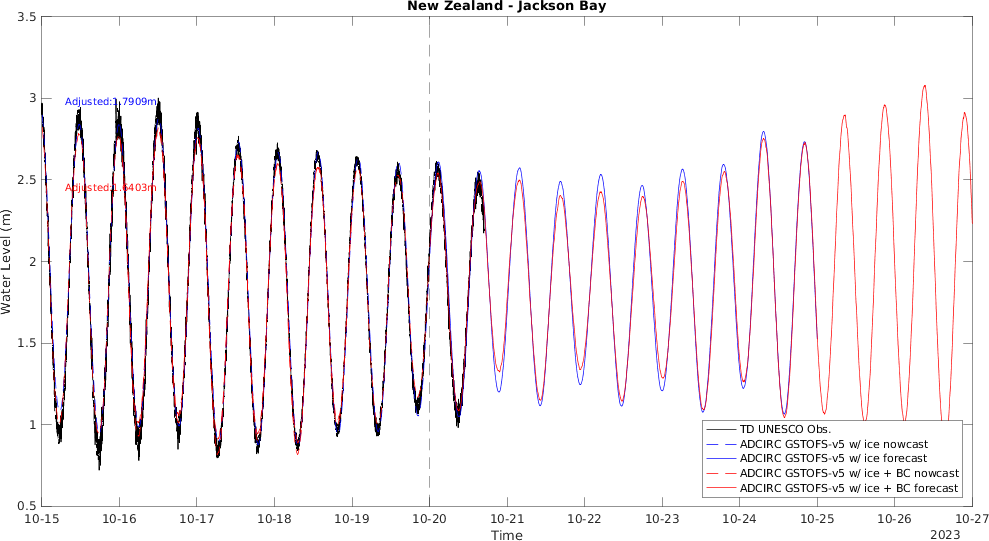 New Zealand - Jackson Bay
3.5
3
2.5
2
1.5
1
0.5
Water Level (m)
Adjusted:1.7909m
Adjusted:1.6403m
TD UNESCO Obs.
ADCIRC GSTOFS-v5 w/ ice nowcast
ADCIRC GSTOFS-v5 w/ ice forecast
ADCIRC GSTOFS-v5 w/ ice + BC nowcast
ADCIRC GSTOFS-v5 w/ ice + BC forecast
10-15 10-16 10-17 10-18 10-19 10-20 10-21 10-22 10-23 10-24 10-25 10-26 10-27
Time
2023